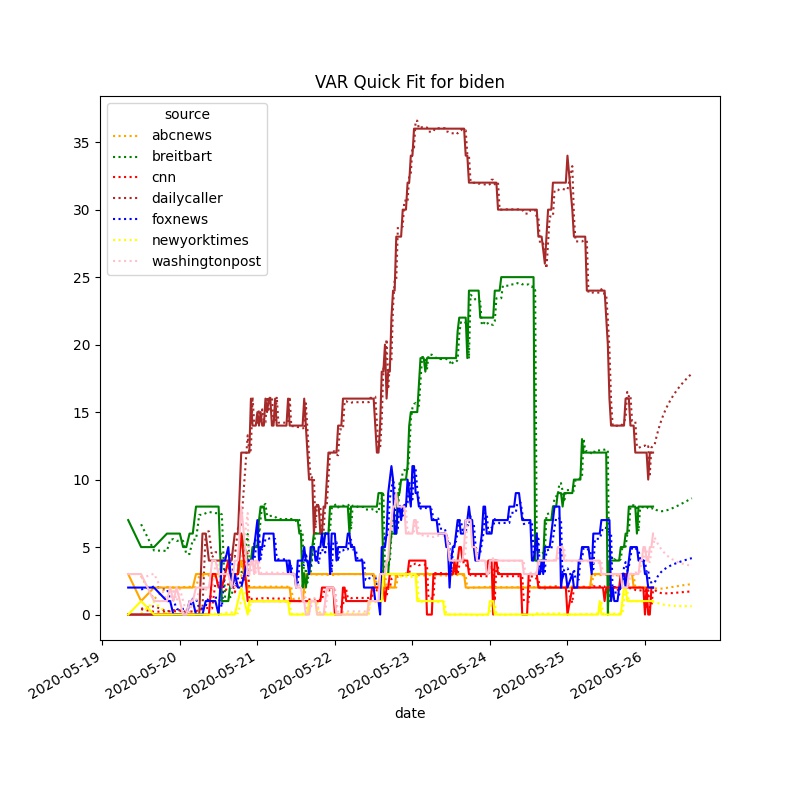 VAR Quick Fit for biden
source
abcnews
breitbart
cnn
dailycaller
foxnews
newyorktimes
washingtonpost
35
30
25
20
15
10
5
0
2020-05-19
2020-05-20
2020-05-21
2020-05-22
2020-05-23
2020-05-24
2020-05-25
2020-05-26
date